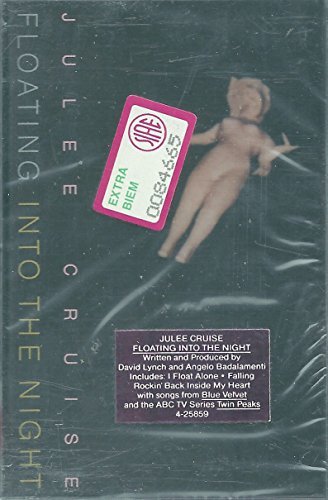 JULEE CRUISE
FLOATING INTO THE NIGHT
SIAE
EXTRA
BIEM
0084665
JULEE CRUISE
FLOATING INTO THE NIGHT
Written and Produced by
David Lynch and Angelo Badalamenti
Includes: I Float Alone • Falling
Rockin' Back Inside My Heart
with songs from Blue Velvet
and the ABC TV Series Twin Peaks
4-25859